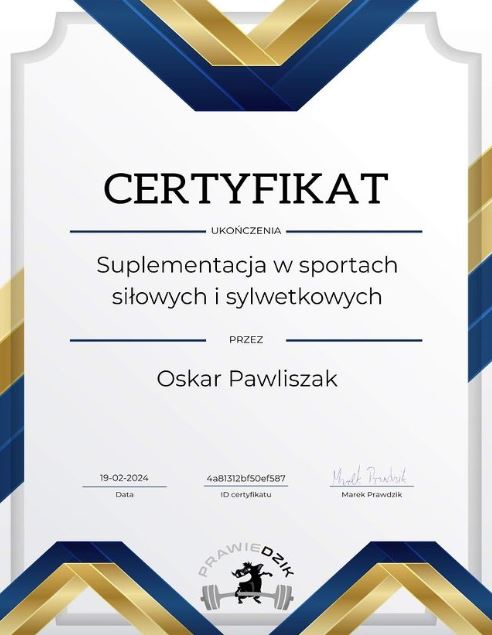 CERTYFIKAT
UKOŃCZENIA
Suplementacja w sportach
siłowych i sylwetkowych
PRZEZ
Oskar Pawliszak
19-02-2024 4a81312bf50ef587 Marek Prawdzik
Data ID certyfikatu Marek Prawdzik
PRAWIEDZIK